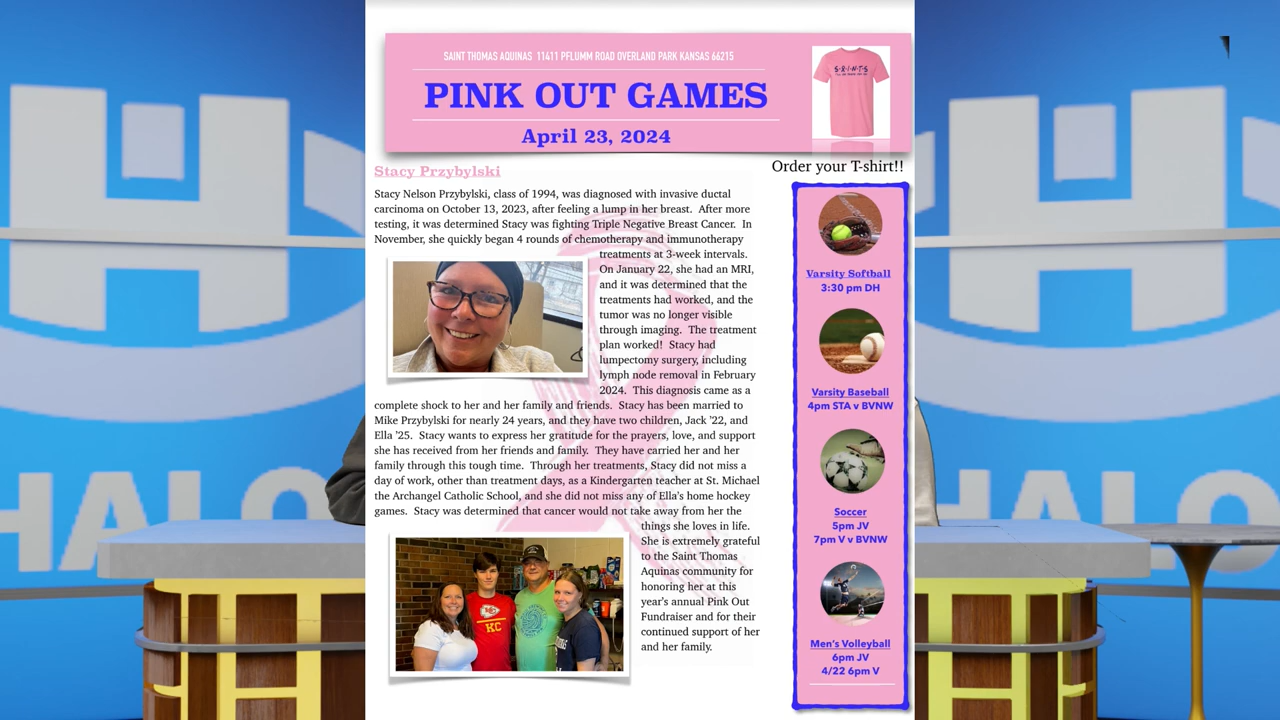 SAINT THOMAS AQUINAS 11411 PFLUMM ROAD OVERLAND PARK KANSAS 66215
PINK OUT GAMES
April 23, 2024
S·R·I·N·T·S
Order your T-shirt!!
Stacy Przybylski
Stacy Nelson Przybylski, class of 1994, was diagnosed with invasive ductal
carcinoma on October 13, 2023, after feeling a lump in her breast. After more
testing, it was determined Stacy was fighting Triple Negative Breast Cancer. In
November, she quickly began 4 rounds of chemotherapy and immunotherapy
treatments at 3-week intervals.
On January 22, she had an MRI,
and it was determined that the
treatments had worked, and the
tumor was no longer visible
through imaging. The treatment
plan worked! Stacy had
lumpectomy surgery, including
lymph node removal in February
2024. This diagnosis came as a
complete shock to her and her family and friends. Stacy has been married to
Mike Przybylski for nearly 24 years, and they have two children, Jack '22, and
Ella '25. Stacy wants to express her gratitude for the prayers, love, and support
she has received from her friends and family. They have carried her and her
family through this tough time. Through her treatments, Stacy did not miss a
day of work, other than treatment days, as a Kindergarten teacher at St. Michael
the Archangel Catholic School, and she did not miss any of Ella's home hockey
games. Stacy was determined that cancer would not take away from her the
things she loves in life.
She is extremely grateful
to the Saint Thomas
Aquinas community for
honoring her at this
year's annual Pink Out
Fundraiser and for their
continued support of her
and her family.
KC
Varsity Softball
3:30 pm DH
Varsity Baseball
4pm STA v BVNW
Soccer
5pm JV
7pm V v BVNW
Men's Volleyball
6pm JV
4/22 6pm V
HALO
HALO